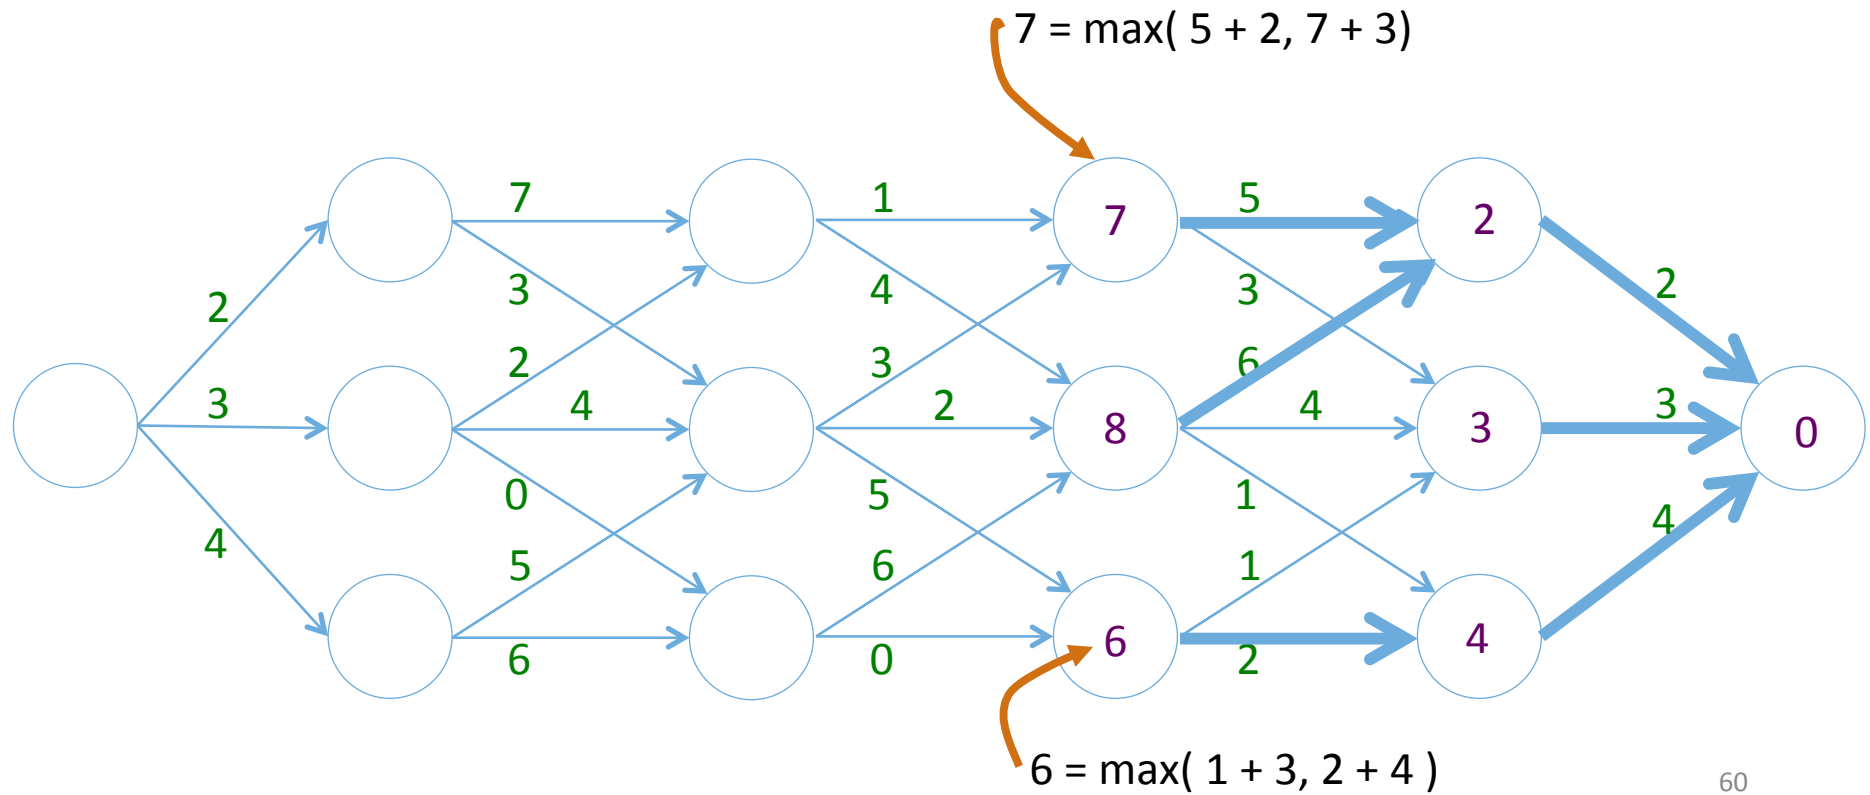 7 = max( 5 + 2, 7 + 3)
7 1 7 5 2
2 3 4 3 2
2 3 6
3 4 2 8 4 3 3 0
0 5 1
4 5 6 1 4
6 0 6 2 4
6 = max( 1 + 3, 2 + 4 )
60